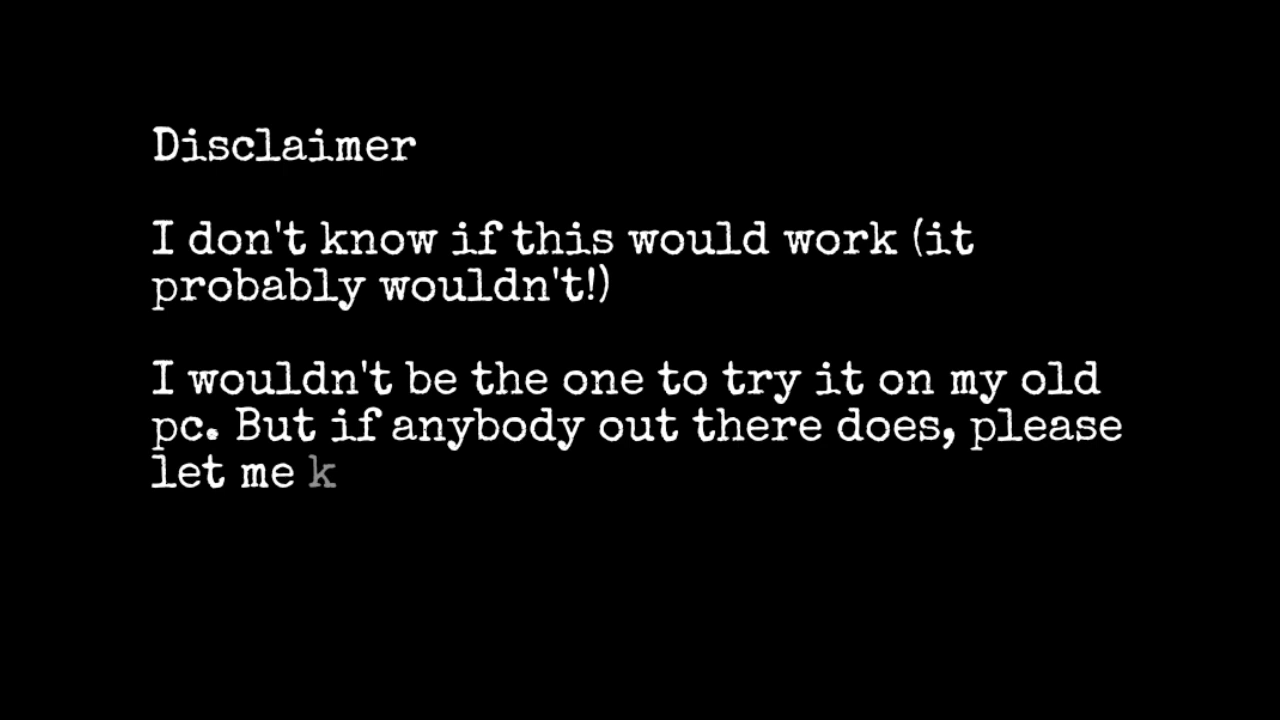 Disclaimer
I don't know if this would work (it
probably wouldn't!)
I wouldn't be the one to try it on my old
pc. But if anybody out there does, please
let me k